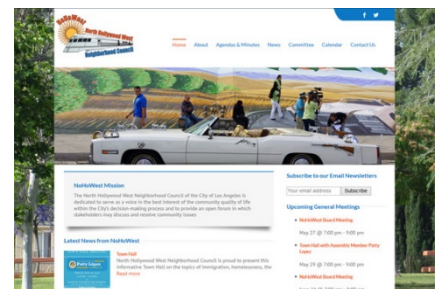 NoHoWest
North Hollywood West
Neighborhood Council
Home About Agendas & Minutes News Committee Calendar Contact Us
NoHoWest Mission
The North Hollywood West Neighborhood Council of the City of Los Angeles is
dedicated to serve as a voice in the best interest of the community quality of life
within the City's decision-making process and to provide an open forum in which
stakeholders may discuss and resolve community issues
Latest News from NoHoWest
Town Hall
North Hollywood West Neighborhood Council is proud to present this
informative Town Hall on the topics of Immigration, homelessness, the
Read more
Subscribe to our Email Newsletters
Your email address Subscribe
Upcoming General Meetings
NoHoWest Board Meeting
May 27 @ 7:00 pm - 9:00 pm
Town Hall with Assembly Member Patty
Lopez
May 29 @ 7:00 pm - 9:00 pm
NoHoWest Board Meeting